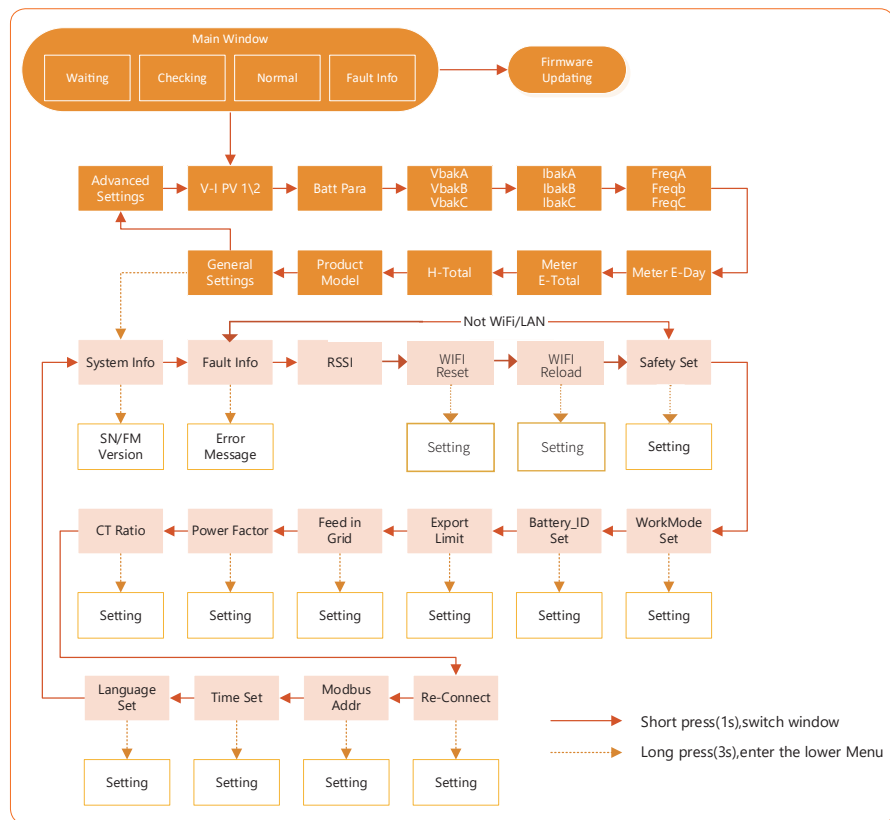 Main Window
Waiting
Checking
Normal
Fault Info
Firmware
Updating
Advanced
Settings
V-I PV 1\2
Batt Para
VbakA
VbakB
VbakC
IbakA
IbakB
IbakC
FreqA
Freqb
FreqC
General
Settings
Product
Model
H-Total
Meter
E-Total
Meter E-Day
Not WiFi/LAN
System Info
Fault Info
RSSI
WIFI
Reset
WIFI
Reload
Safety Set
SN/FM
Version
Error
Message
Setting
Setting
Setting
CT Ratio
Power Factor
Feed in
Grid
Export
Limit
Battery_ID
Set
WorkMode
Set
Setting
Setting
Setting
Setting
Setting
Setting
Language
Set
Time Set
Modbus
Addr
Re-Connect
Setting
Setting
Setting
Setting
Short press(1s),switch window
Long press(3s),enter the lower Menu